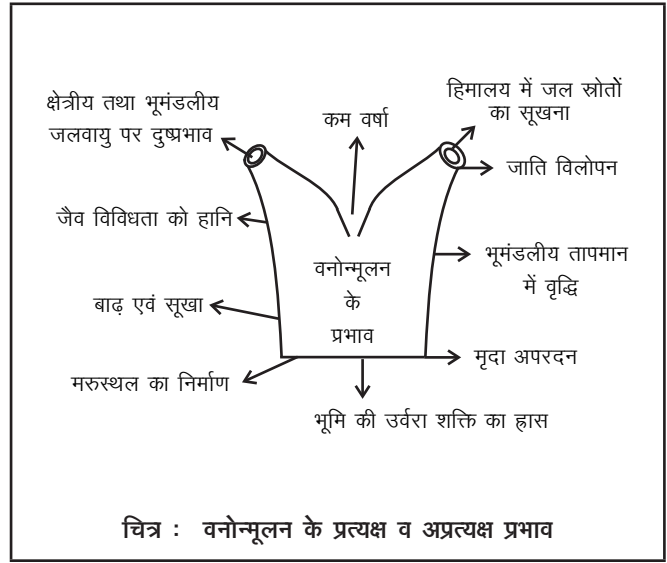 क्षेत्रीय तथा भूमंडलीय
जलवायु पर दुष्प्रभाव
कम वर्षा
हिमालय में जल स्रोतों
का सूखना
जाति विलोपन
जैव विविधता को हानि
भूमंडलीय तापमान
में वृद्धि
वनोन्मूलन
के
प्रभाव
बाढ़ एवं सूखा
मृदा अपरदन
मरुस्थल का निर्माण
भूमि की उर्वरा शक्ति का ह्रास
चित्र : वनोन्मूलन के प्रत्यक्ष व अप्रत्यक्ष प्रभाव